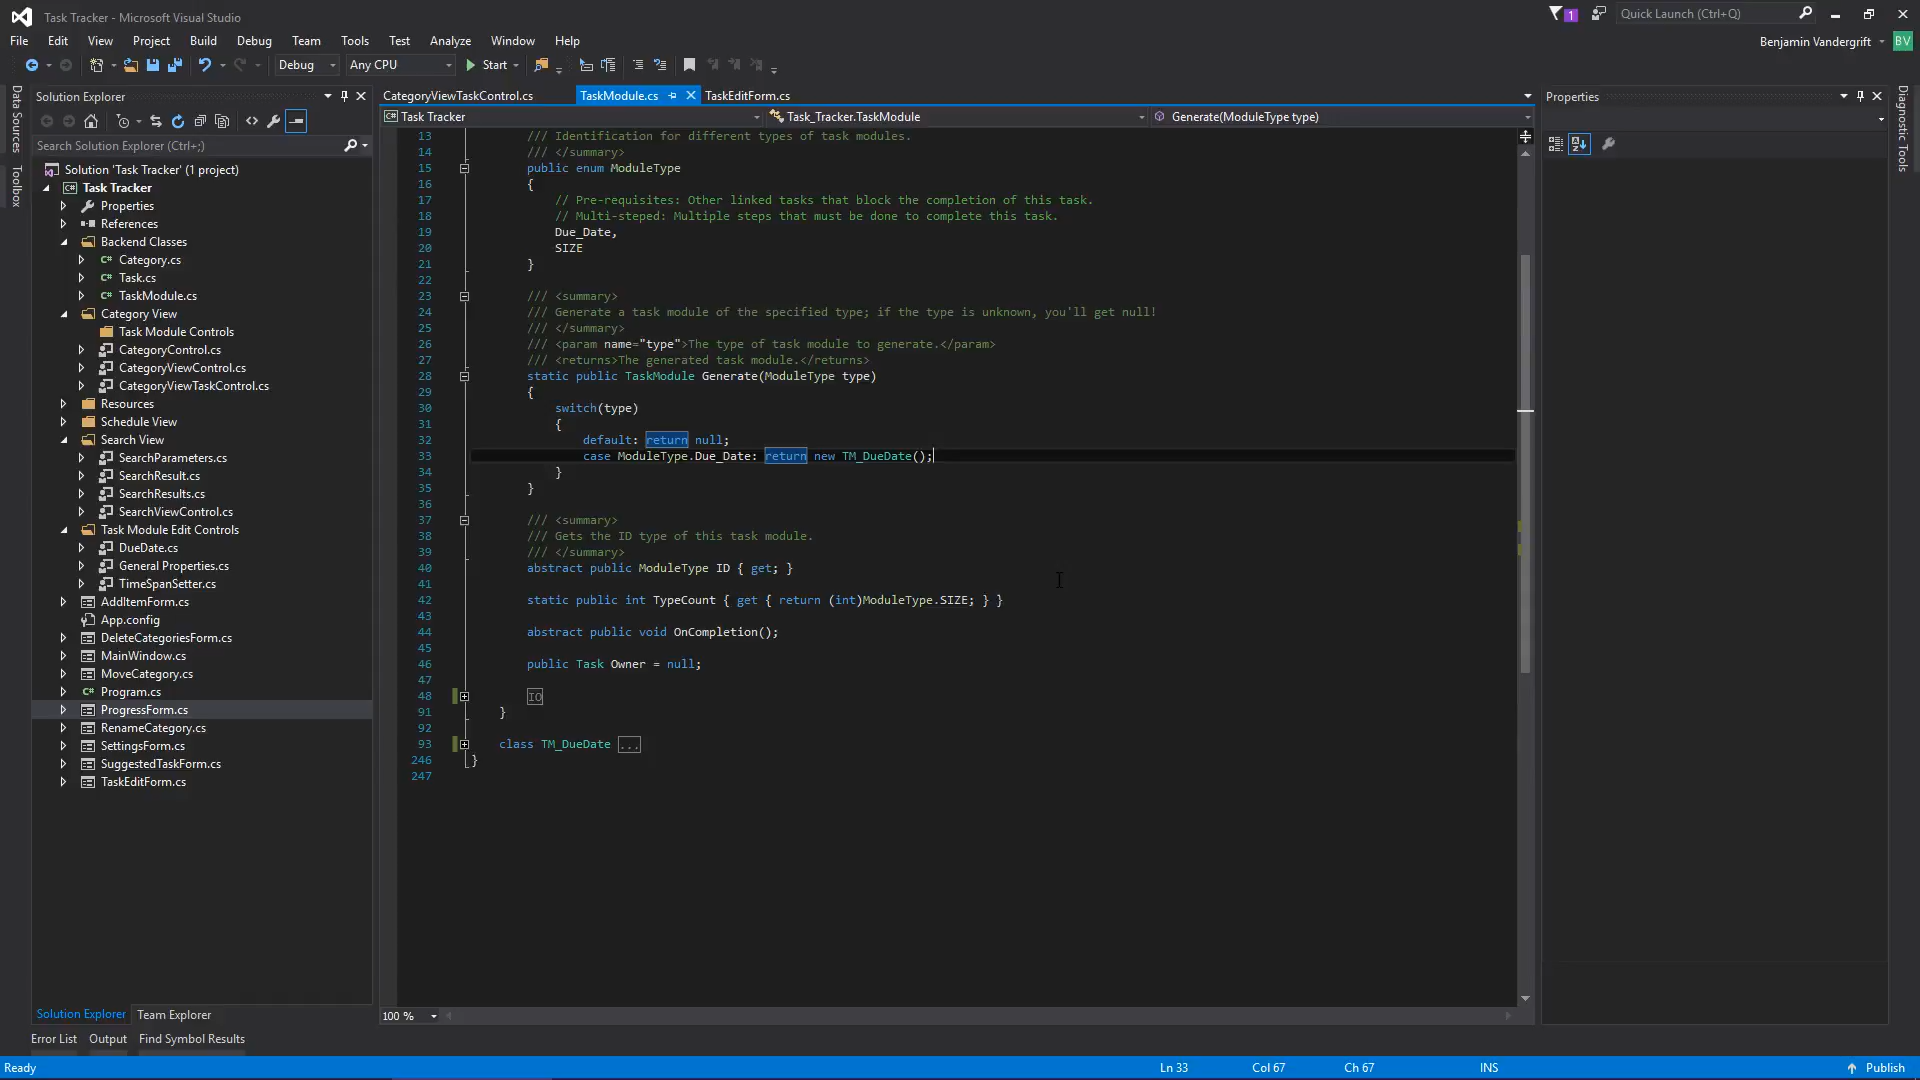 Task Tracker - Microsoft Visual Studio
1
Quick Launch (Ctrl+Q)
File Edit View Project Build Debug Team Tools Test Analyze Window Help
Benjamin Vandergrift BV
Debug Any CPU Start
Data Sources
Toolbox
Solution Explorer
Search Solution Explorer (Ctrl+;)
Solution 'Task Tracker' (1 project)
C# Task Tracker
Properties
References
Backend Classes
C# Category.cs
C# Task.cs
C# TaskModule.cs
Category View
Task Module Controls
CategoryControl.cs
CategoryViewControl.cs
CategoryViewTaskControl.cs
Resources
Schedule View
Search View
SearchParameters.cs
SearchResult.cs
SearchResults.cs
SearchViewControl.cs
Task Module Edit Controls
DueDate.cs
General Properties.cs
TimeSpanSetter.cs
AddItemForm.cs
App.config
DeleteCategoriesForm.cs
MainWindow.cs
MoveCategory.cs
C# Program.cs
ProgressForm.cs
RenameCategory.cs
SettingsForm.cs
SuggestedTaskForm.cs
TaskEditForm.cs
Solution Explorer Team Explorer
CategoryViewTaskControl.cs TaskModule.cs TaskEditForm.cs
C# Task Tracker Task_Tracker.TaskModule Generate(ModuleType type)
13 /// Identification for different types of task modules.
14 /// </summary>
15 public enum ModuleType
16 {
17 // Pre-requisites: Other linked tasks that block the completion of this task.
18 // Multi-steped: Multiple steps that must be done to complete this task.
19 Due_Date,
20 SIZE
21 }
22
23 /// <summary>
24 /// Generate a task module of the specified type; if the type is unknown, you'll get null!
25 /// </summary>
26 /// <param name="type">The type of task module to generate.</param>
27 /// <returns>The generated task module.</returns>
28 static public TaskModule Generate(ModuleType type)
29 {
30 switch(type)
31 {
32 default: return null;
33 case ModuleType.Due_Date: return new TM_DueDate();
34 }
35 }
36
37 /// <summary>
38 /// Gets the ID type of this task module.
39 /// </summary>
40 abstract public ModuleType ID { get; }
41
42 static public int TypeCount { get { return (int)ModuleType.SIZE; } }
43
44 abstract public void OnCompletion();
45
46 public Task Owner = null;
47
48 IO
91 }
92
93 class TM_DueDate ...
246 }
247
100 %
Properties
Diagnostic Tools
Error List Output Find Symbol Results
Ready Ln 33 Col 67 Ch 67 INS Publish